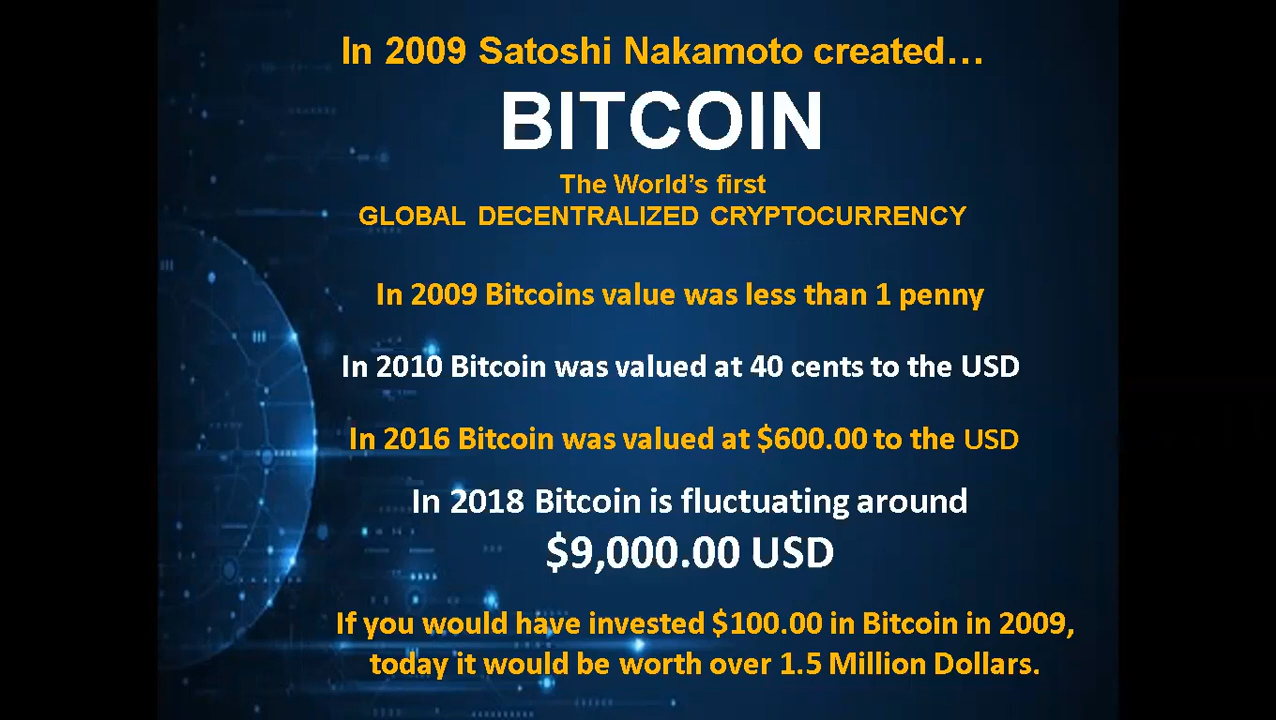 In 2009 Satoshi Nakamoto created…
BITCOIN
The World’s first
GLOBAL DECENTRALIZED CRYPTOCURRENCY
In 2009 Bitcoins value was less than 1 penny
In 2010 Bitcoin was valued at 40 cents to the USD
In 2016 Bitcoin was valued at $600.00 to the USD
In 2018 Bitcoin is fluctuating around
$9,000.00 USD
If you would have invested $100.00 in Bitcoin in 2009,
today it would be worth over 1.5 Million Dollars.